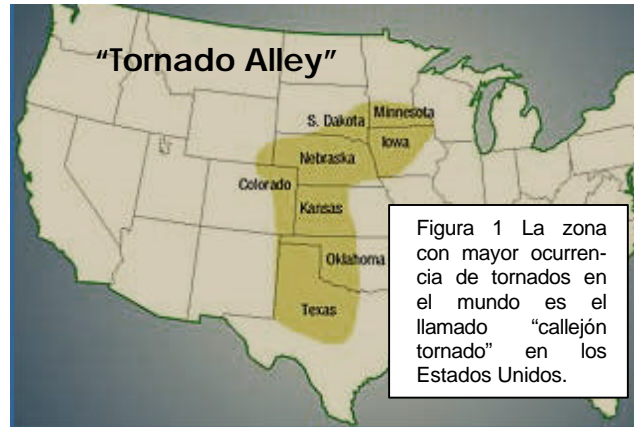 “Tornado Alley”
Minnesota
S. Dakota
Iowa
Nebraska
Colorado
Kansas
Oklahoma
Texas
Figura 1 La zona
con mayor ocurren-
cia de tornados en
el mundo es el
llamado “callejón
tornado” en los
Estados Unidos.